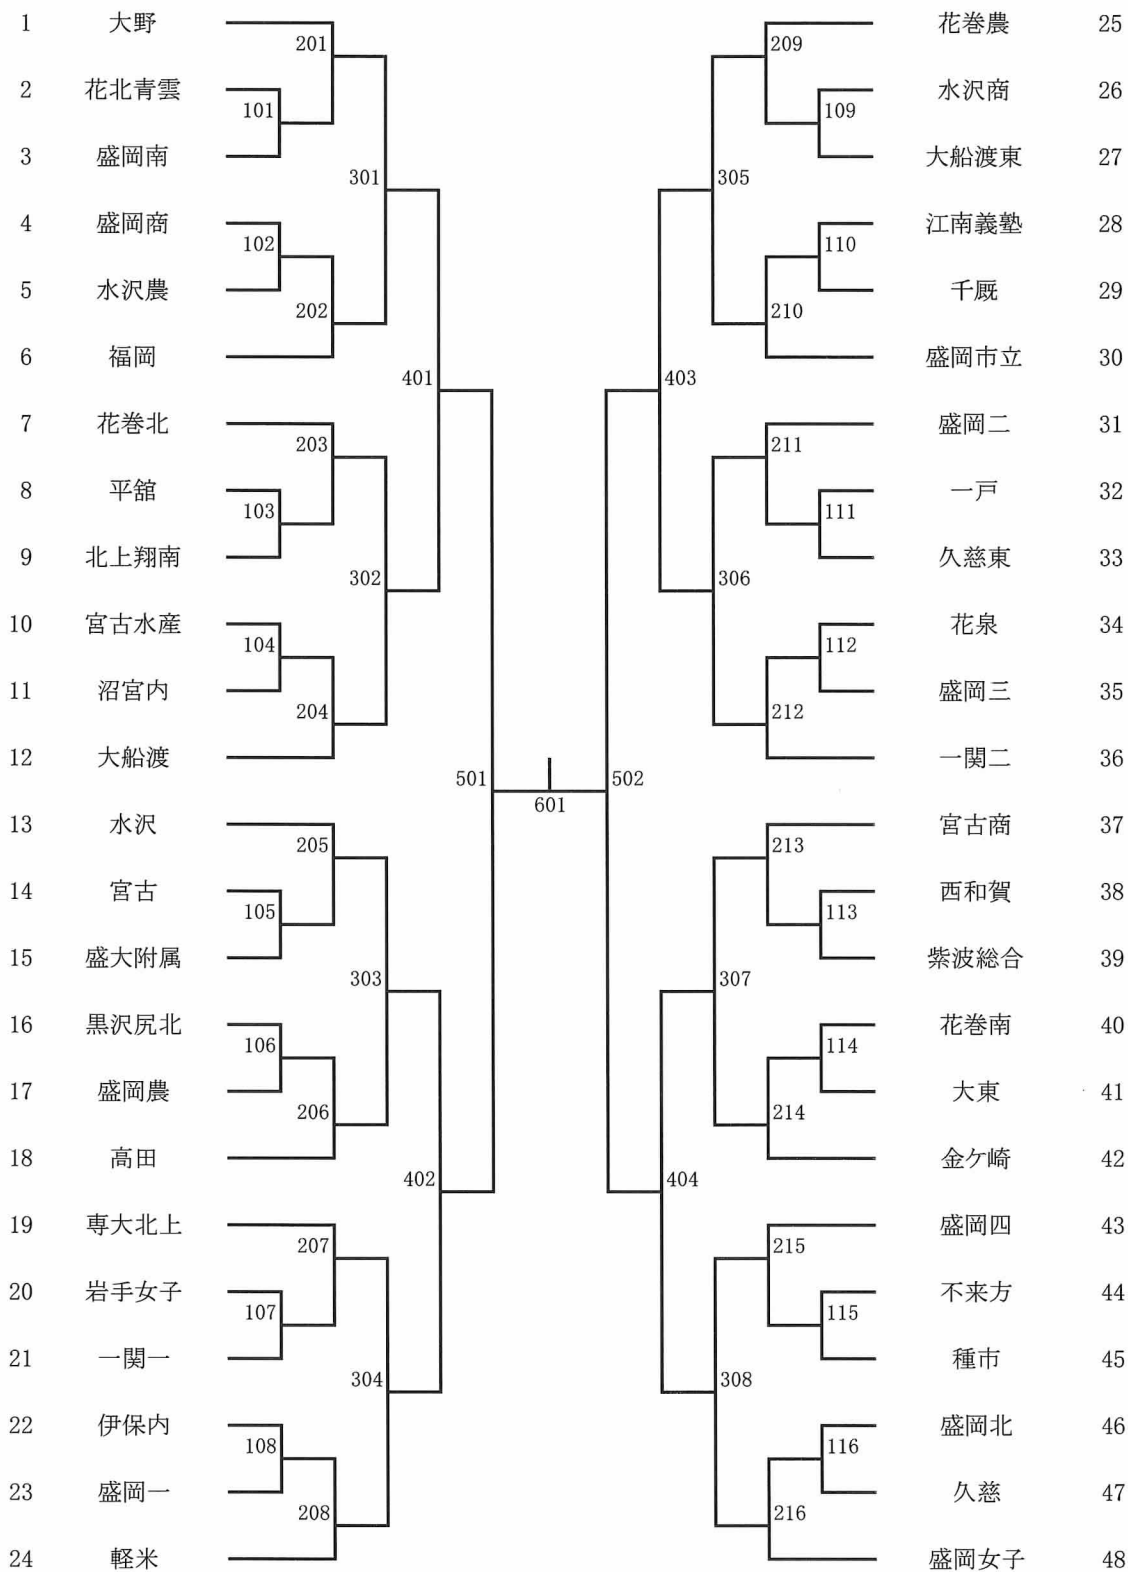 1 大野 201 209 花巻農 25
2 花北青雲 101 109 水沢商 26
3 盛岡南 301 305 大船渡東 27
4 盛岡商 102 110 江南義塾 28
5 水沢農 202 210 千厩 29
6 福岡 401 403 盛岡市立 30
7 花巻北 203 211 盛岡二 31
8 平舘 103 111 一戸 32
9 北上翔南 302 306 久慈東 33
10 宮古水産 104 112 花泉 34
11 沼宮内 204 212 盛岡三 35
12 大船渡 501 502 一関二 36
601
13 水沢 205 213 宮古商 37
14 宮古 105 113 西和賀 38
15 盛大附属 303 307 紫波総合 39
16 黒沢尻北 106 114 花巻南 40
17 盛岡農 206 214 大東 41
18 高田 402 404 金ケ崎 42
19 専大北上 207 215 盛岡四 43
20 岩手女子 107 115 不来方 44
21 一関一 304 308 種市 45
22 伊保内 108 116 盛岡北 46
23 盛岡一 208 216 久慈 47
24 軽米 盛岡女子 48